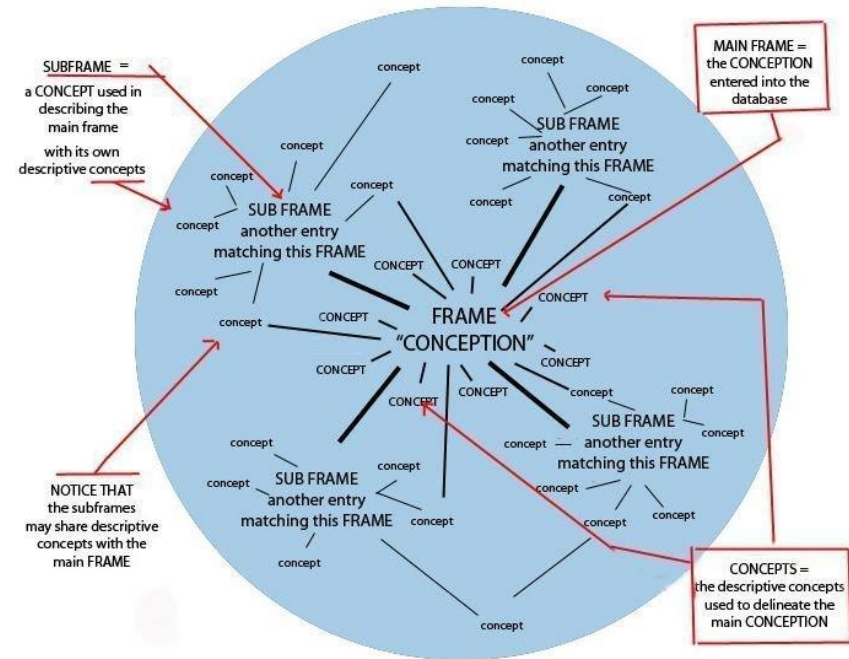 SUBFRAME =
a CONCEPT used in
describing the
main frame
with its own
descriptive concepts
MAIN FRAME =
the CONCEPTION
entered into the
database
concept
concept
concept
concept
concept
SUB FRAME
another entry
matching this FRAME
concept
concept
concept
concept
concept
SUB FRAME
another entry
matching this FRAME
concept
concept
concept
CONCEPT
CONCEPT
CONCEPT
CONCEPT
FRAME
"CONCEPTION"
CONCEPT
CONCEPT
CONCEPT
CONCEPT
concept
concept
concept
SUB FRAME
another entry
matching this FRAME
concept
concept
concept
concept
concept
SUB FRAME
another entry
matching this FRAME
concept
concept
concept
concept
concept
concept
NOTICE THAT
the subframes
may share descriptive
concepts with the
main FRAME
CONCEPTS =
the descriptive concepts
used to delineate the
main CONCEPTION